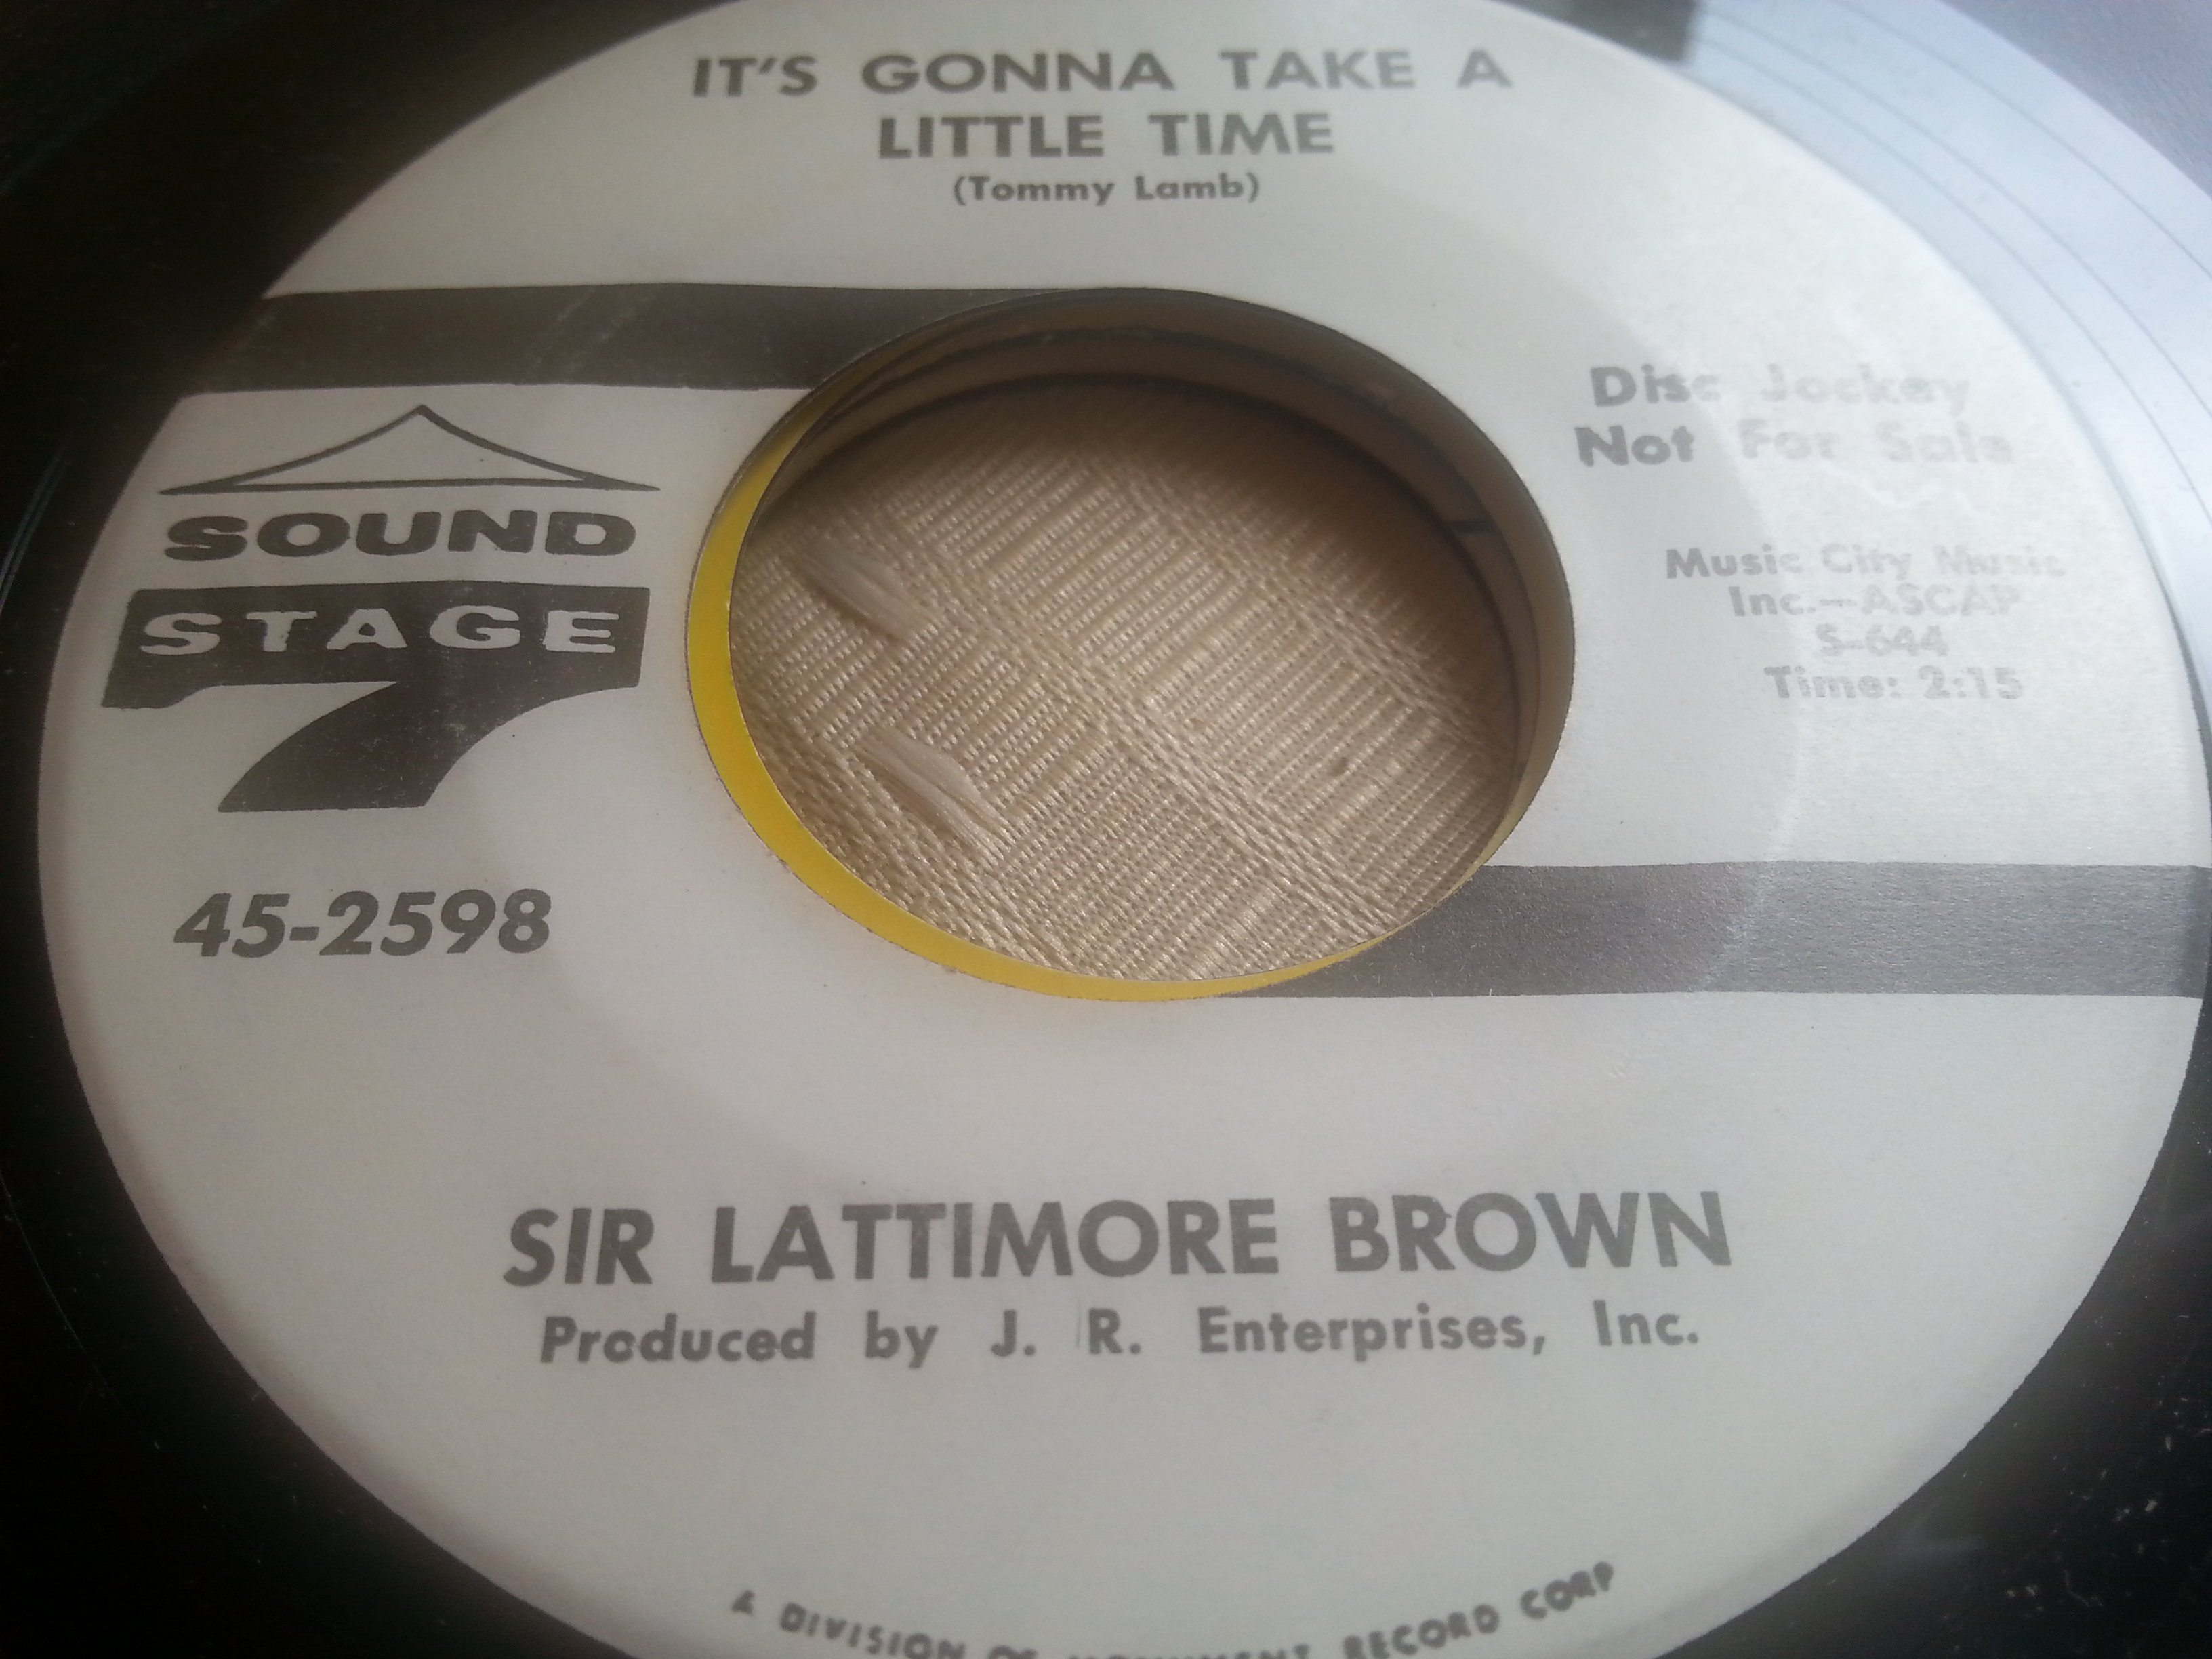 IT'S GONNA TAKE A
LITTLE TIME
(Tommy Lamb)
Disc Jockey
Not For Sale
SOUND
STAGE
7
Music City Music
Inc.—ASCAP
S-644
Time: 2:15
45-2598
SIR LATTIMORE BROWN
Produced by J. R. Enterprises, Inc.
A DIVISION OF MONUMENT RECORD CORP